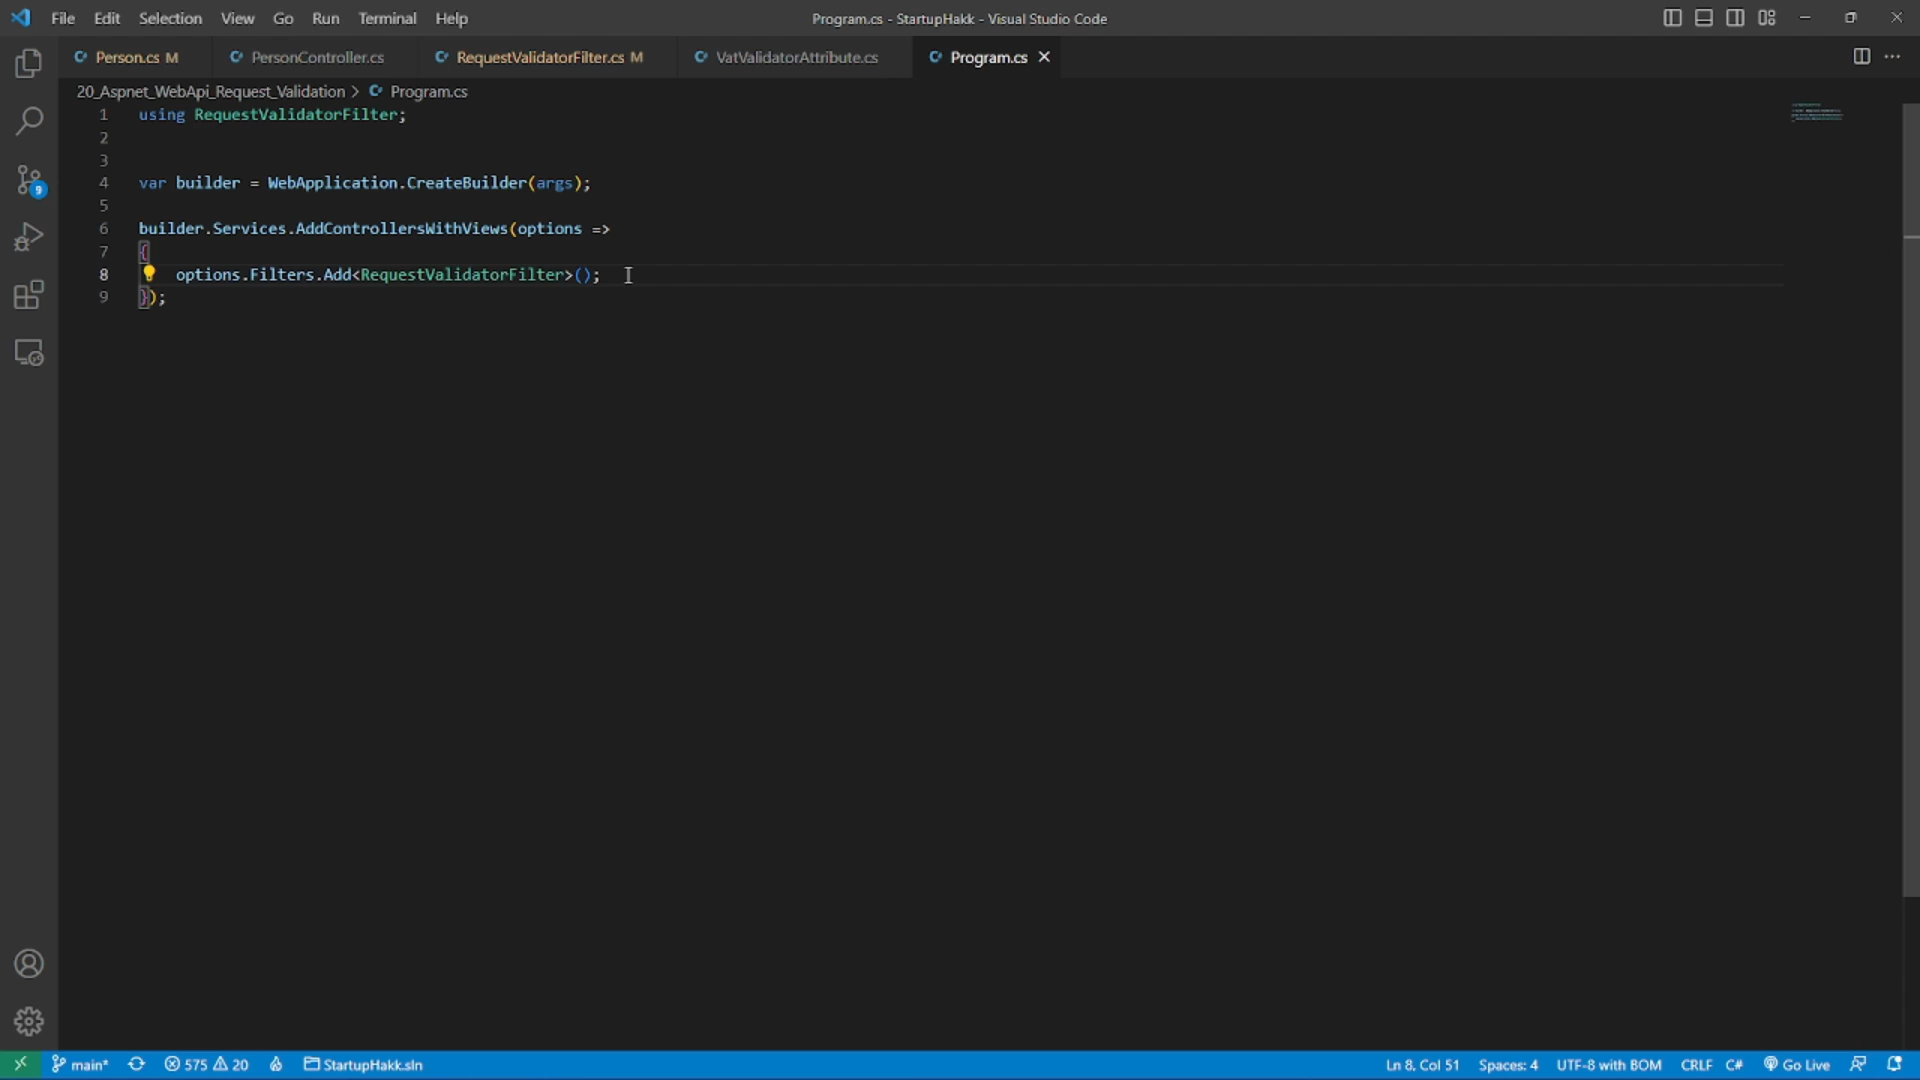 File Edit Selection View Go Run Terminal Help Program.cs - StartupHakk - Visual Studio Code
Person.cs M PersonController.cs RequestValidatorFilter.cs M VatValidatorAttribute.cs Program.cs
20_Aspnet_WebApi_Request_Validation > Program.cs
1 using RequestValidatorFilter;
2
3
4 var builder = WebApplication.CreateBuilder(args);
5
6 builder.Services.AddControllersWithViews(options =>
7 {
8 options.Filters.Add<RequestValidatorFilter>();
9 });
9
main* 575 20 StartupHakk.sln Ln 8, Col 51 Spaces: 4 UTF-8 with BOM CRLF C# Go Live